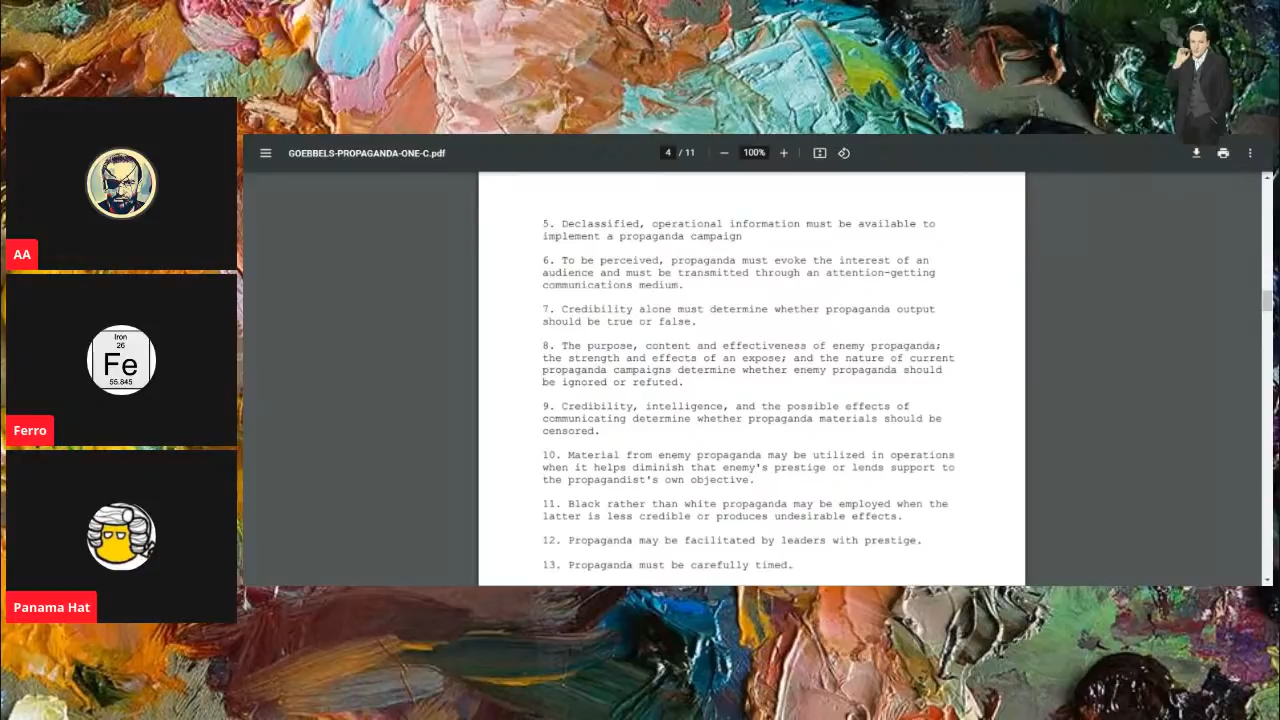 GOEBBELS-PROPAGANDA-ONE-C.pdf
4 / 11
100%
5. Declassified, operational information must be available to
implement a propaganda campaign
6. To be perceived, propaganda must evoke the interest of an
audience and must be transmitted through an attention-getting
communications medium.
7. Credibility alone must determine whether propaganda output
should be true or false.
8. The purpose, content and effectiveness of enemy propaganda;
the strength and effects of an expose; and the nature of current
propaganda campaigns determine whether enemy propaganda should
be ignored or refuted.
9. Credibility, intelligence, and the possible effects of
communicating determine whether propaganda materials should be
censored.
10. Material from enemy propaganda may be utilized in operations
when it helps diminish that enemy's prestige or lends support to
the propagandist's own objective.
11. Black rather than white propaganda may be employed when the
latter is less credible or produces undesirable effects.
12. Propaganda may be facilitated by leaders with prestige.
13. Propaganda must be carefully timed.
AA
Iron
26
Fe
55.845
Ferro
Panama Hat